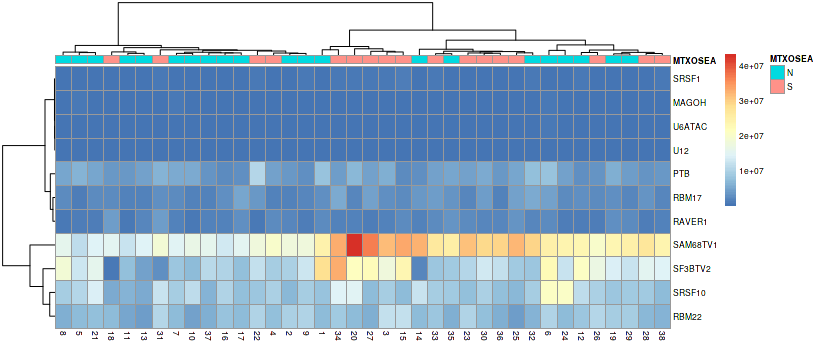 MTXOSEA
SRSF1
MAGOH
U6ATAC
U12
PTB
RBM17
RAVER1
SAM68TV1
SF3BTV2
SRSF10
RBM22
8 5 21 18 11 13 31 7 10 37 16 17 22 4 2 9 1 34 20 27 3 15 14 33 35 23 30 36 25 32 6 24 12 26 19 29 28 38
4e+07
3e+07
2e+07
1e+07
MTXOSEA
N
S